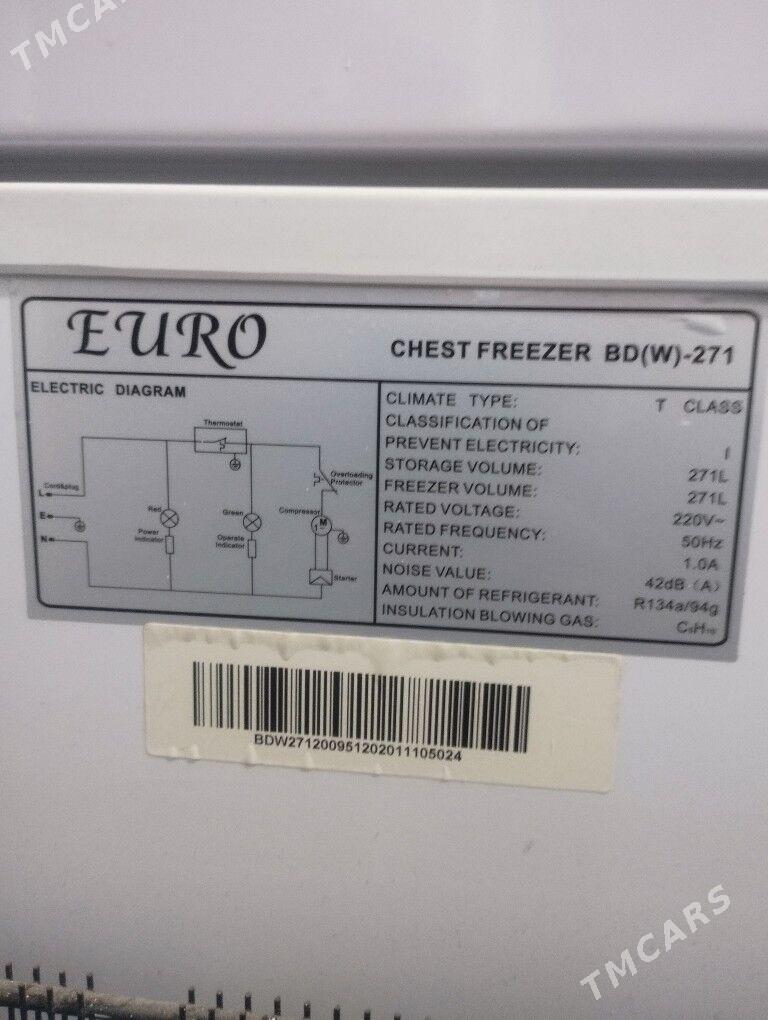 TMCARS
EURO
CHEST FREEZER BD(W)-271
ELECTRIC DIAGRAM
Thermostat
Cord&plug
L
E
N
Red
Power
Indicator
Green
Operate
Indicator
Overloading
Protector
Compressor
M
1~
Starter
CLIMATE TYPE: T CLASS
CLASSIFICATION OF
PREVENT ELECTRICITY: I
STORAGE VOLUME: 271L
FREEZER VOLUME: 271L
RATED VOLTAGE: 220V~
RATED FREQUENCY: 50Hz
CURRENT: 1.0A
NOISE VALUE: 42dB (A)
AMOUNT OF REFRIGERANT: R134a/94g
INSULATION BLOWING GAS: C₅H₁₀
BDW271200951202011105024
TMCARS